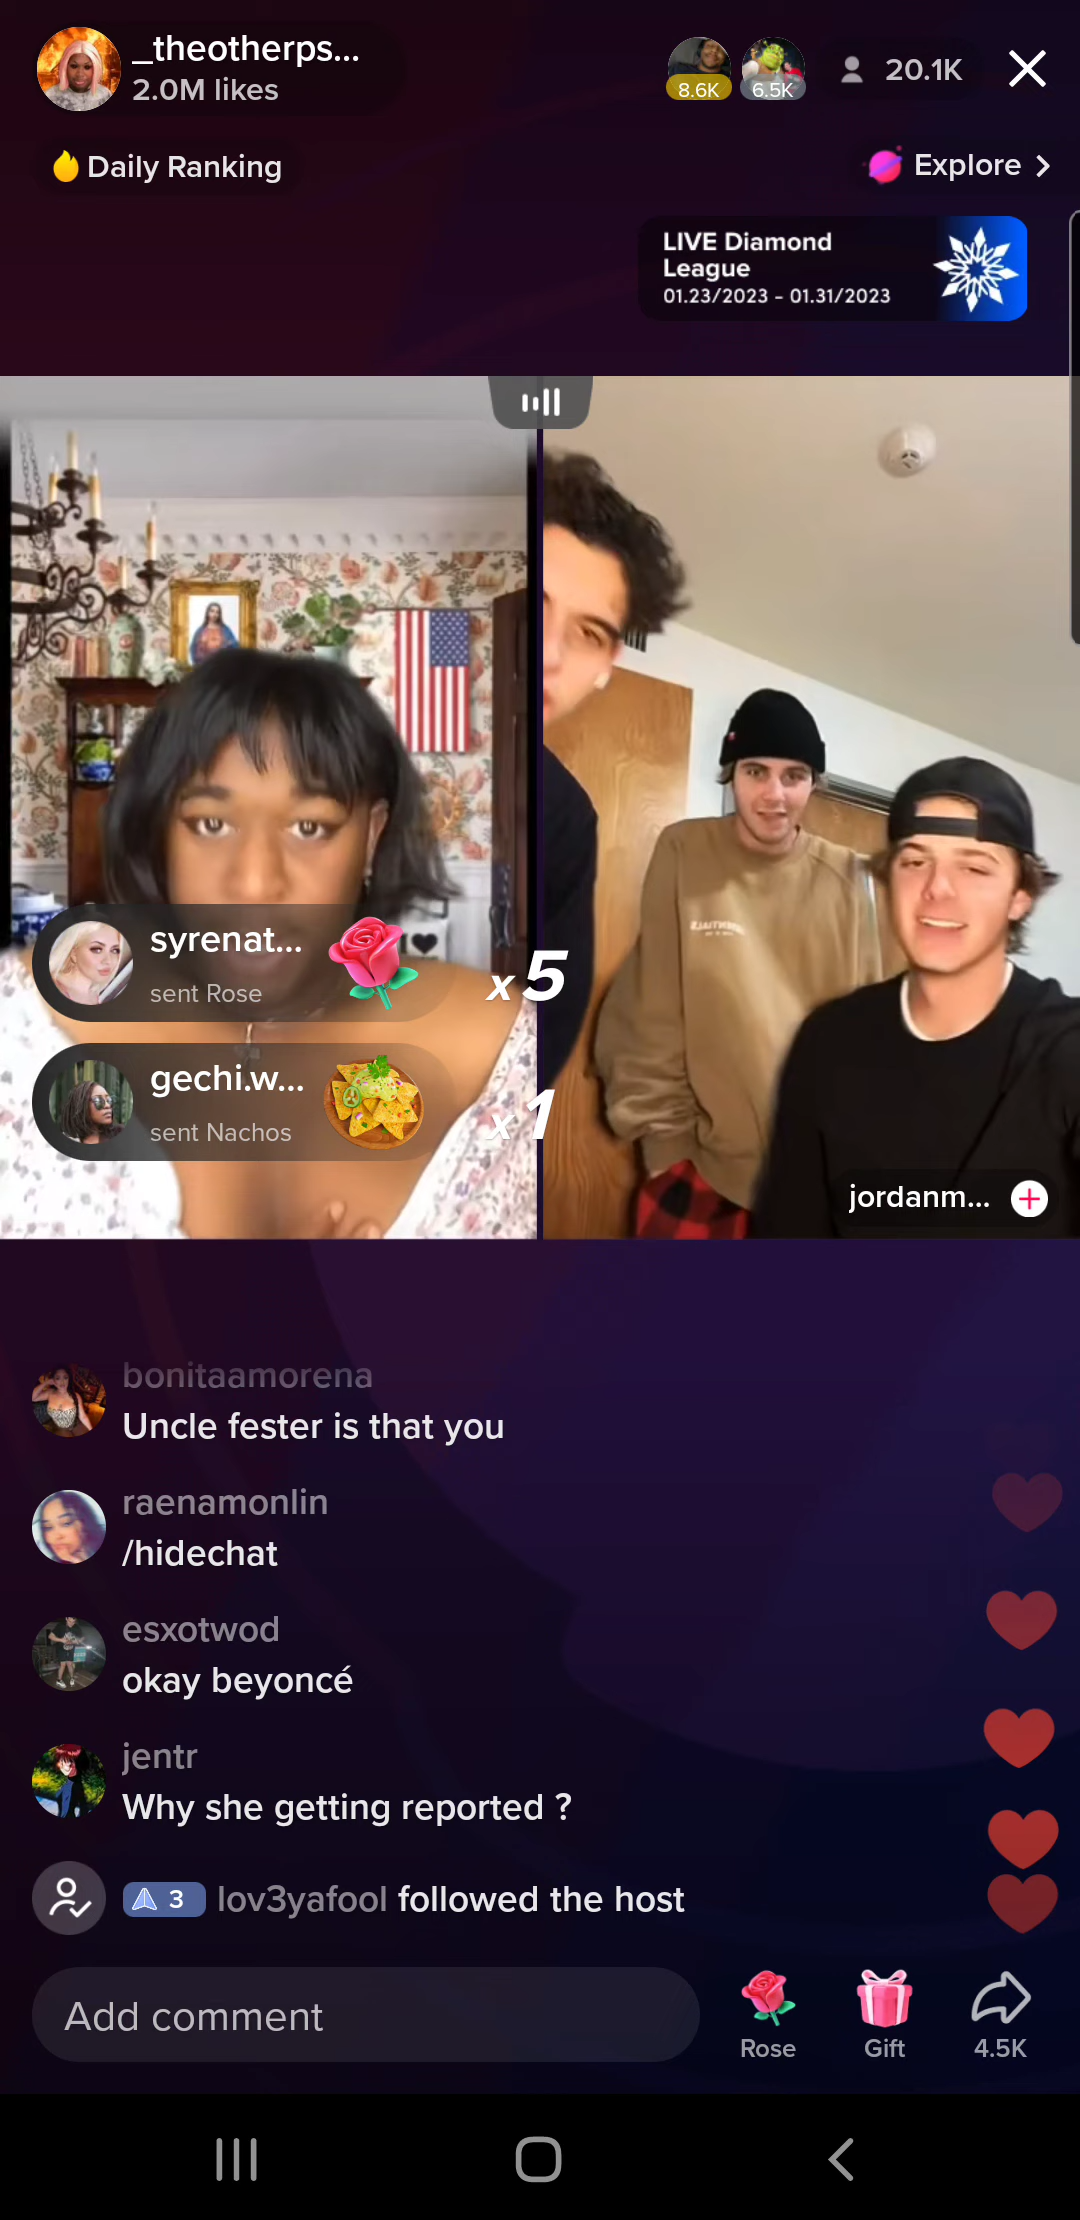 _theotherps...
2.0M likes
8.6K
6.5K
20.1K
Daily Ranking
Explore
LIVE Diamond
League
01.23/2023 - 01.31/2023
syrenat...
sent Rose
x5
gechi.w...
sent Nachos
x1
jordanm...
bonitaamorena
Uncle fester is that you
raenamonlin
/hidechat
esxotwod
okay beyoncé
jentr
Why she getting reported ?
3 lov3yafool followed the host
Add comment
Rose
Gift
4.5K